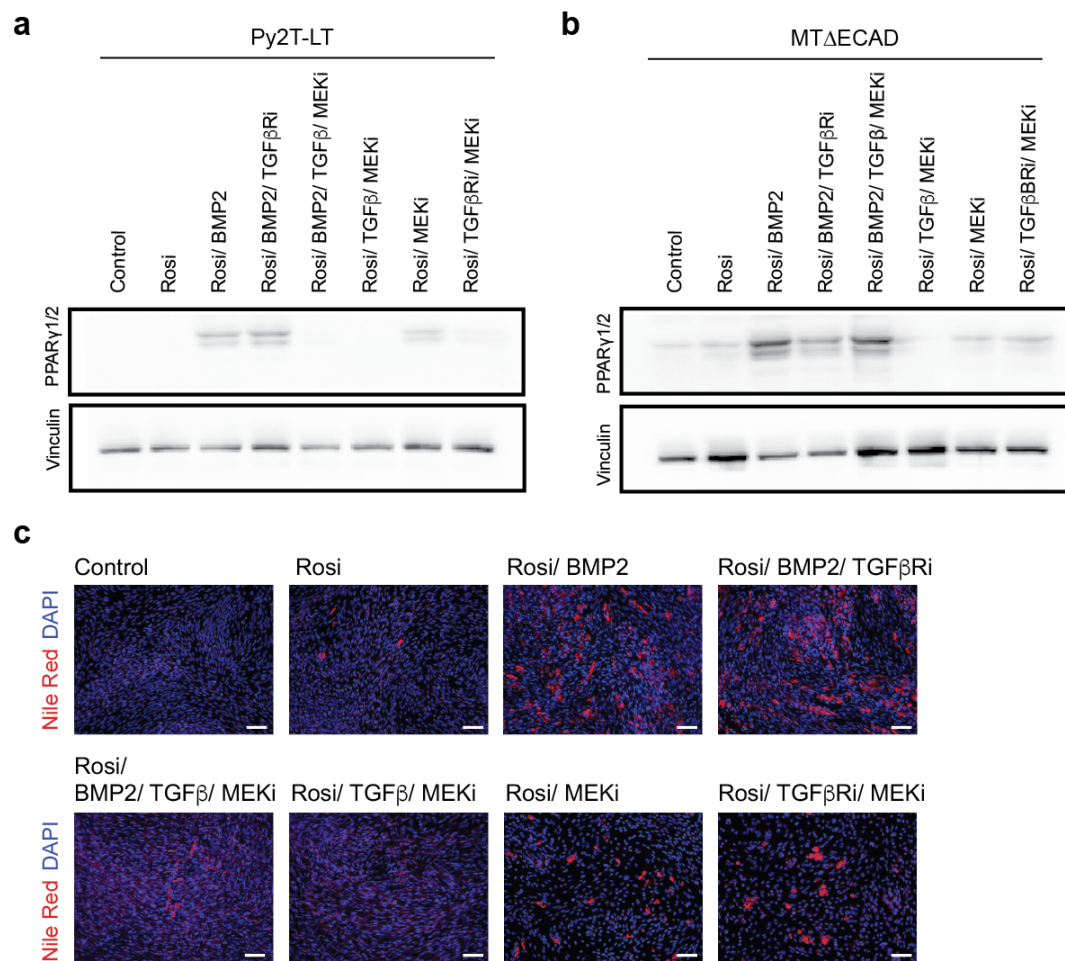 a
Py2T-LT
Control
Rosi
Rosi/ BMP2
Rosi/ BMP2/ TGFβRi
Rosi/ BMP2/ TGFβ/ MEKi
Rosi/ TGFβ/ MEKi
Rosi/ MEKi
Rosi/ TGFβRi/ MEKi
PPARγ1/2
Vinculin
b
MTΔECAD
Control
Rosi
Rosi/ BMP2
Rosi/ BMP2/ TGFβRi
Rosi/ BMP2/ TGFβ/ MEKi
Rosi/ TGFβ/ MEKi
Rosi/ MEKi
Rosi/ TGFβBRi/ MEKi
PPARγ1/2
Vinculin
c
Control
Rosi
Rosi/ BMP2
Rosi/ BMP2/ TGFβRi
Nile Red DAPI
Rosi/
BMP2/ TGFβ/ MEKi
Rosi/ TGFβ/ MEKi
Rosi/ MEKi
Rosi/ TGFβRi/ MEKi
Nile Red DAPI